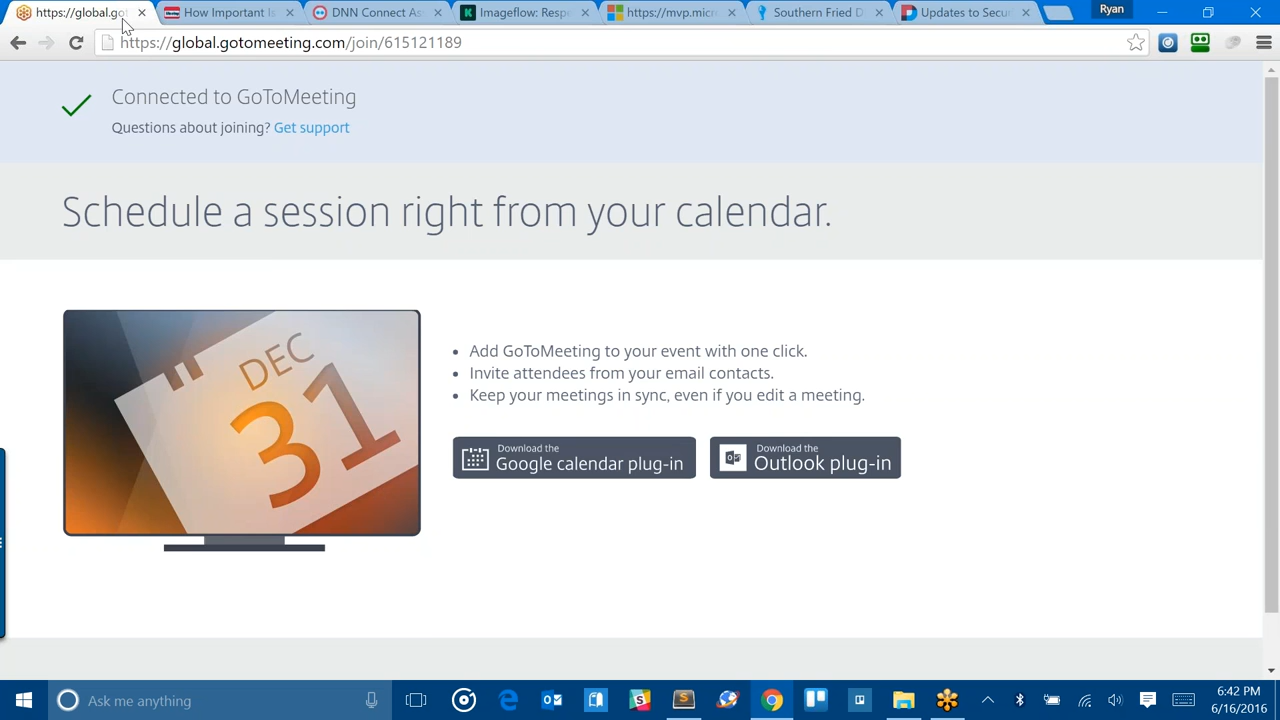 https://global.got
How Important Is
DNN Connect Ass
Imageflow: Resp
https://mvp.micr
Southern Fried D
Updates to Secur
Ryan
https://global.gotomeeting.com/join/615121189
Connected to GoToMeeting
Questions about joining? Get support
Schedule a session right from your calendar.
DEC
31
• Add GoToMeeting to your event with one click.
• Invite attendees from your email contacts.
• Keep your meetings in sync, even if you edit a meeting.
Download the
Google calendar plug-in
Download the
Outlook plug-in
Ask me anything
6:42 PM
6/16/2016